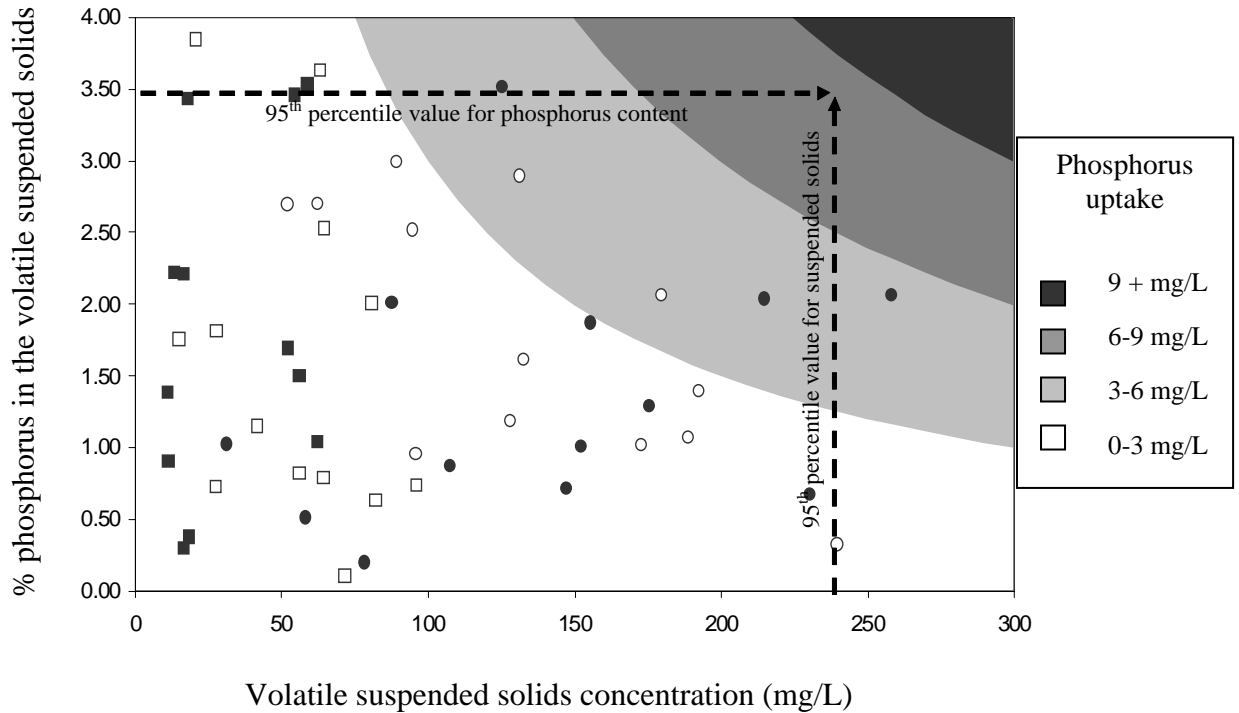 % phosphorus in the volatile suspended solids
4.00
3.50
3.00
2.50
2.00
1.50
1.00
0.50
0.00
95th percentile value for phosphorus content
95th percentile value for suspended solids
0 50 100 150 200 250 300
Volatile suspended solids concentration (mg/L)
Phosphorus
uptake
9 + mg/L
6-9 mg/L
3-6 mg/L
0-3 mg/L